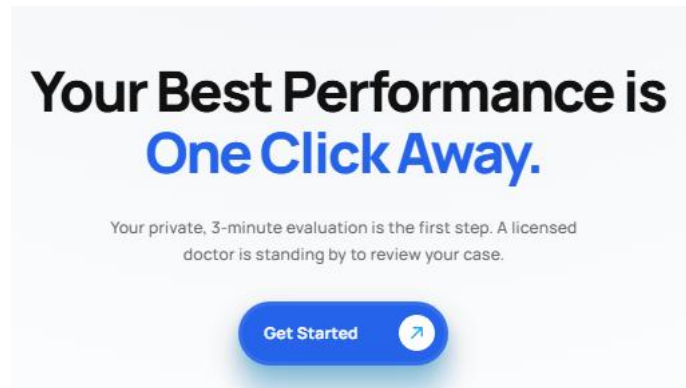 Your Best Performance is
One Click Away.
Your private, 3-minute evaluation is the first step. A licensed
doctor is standing by to review your case.
Get Started